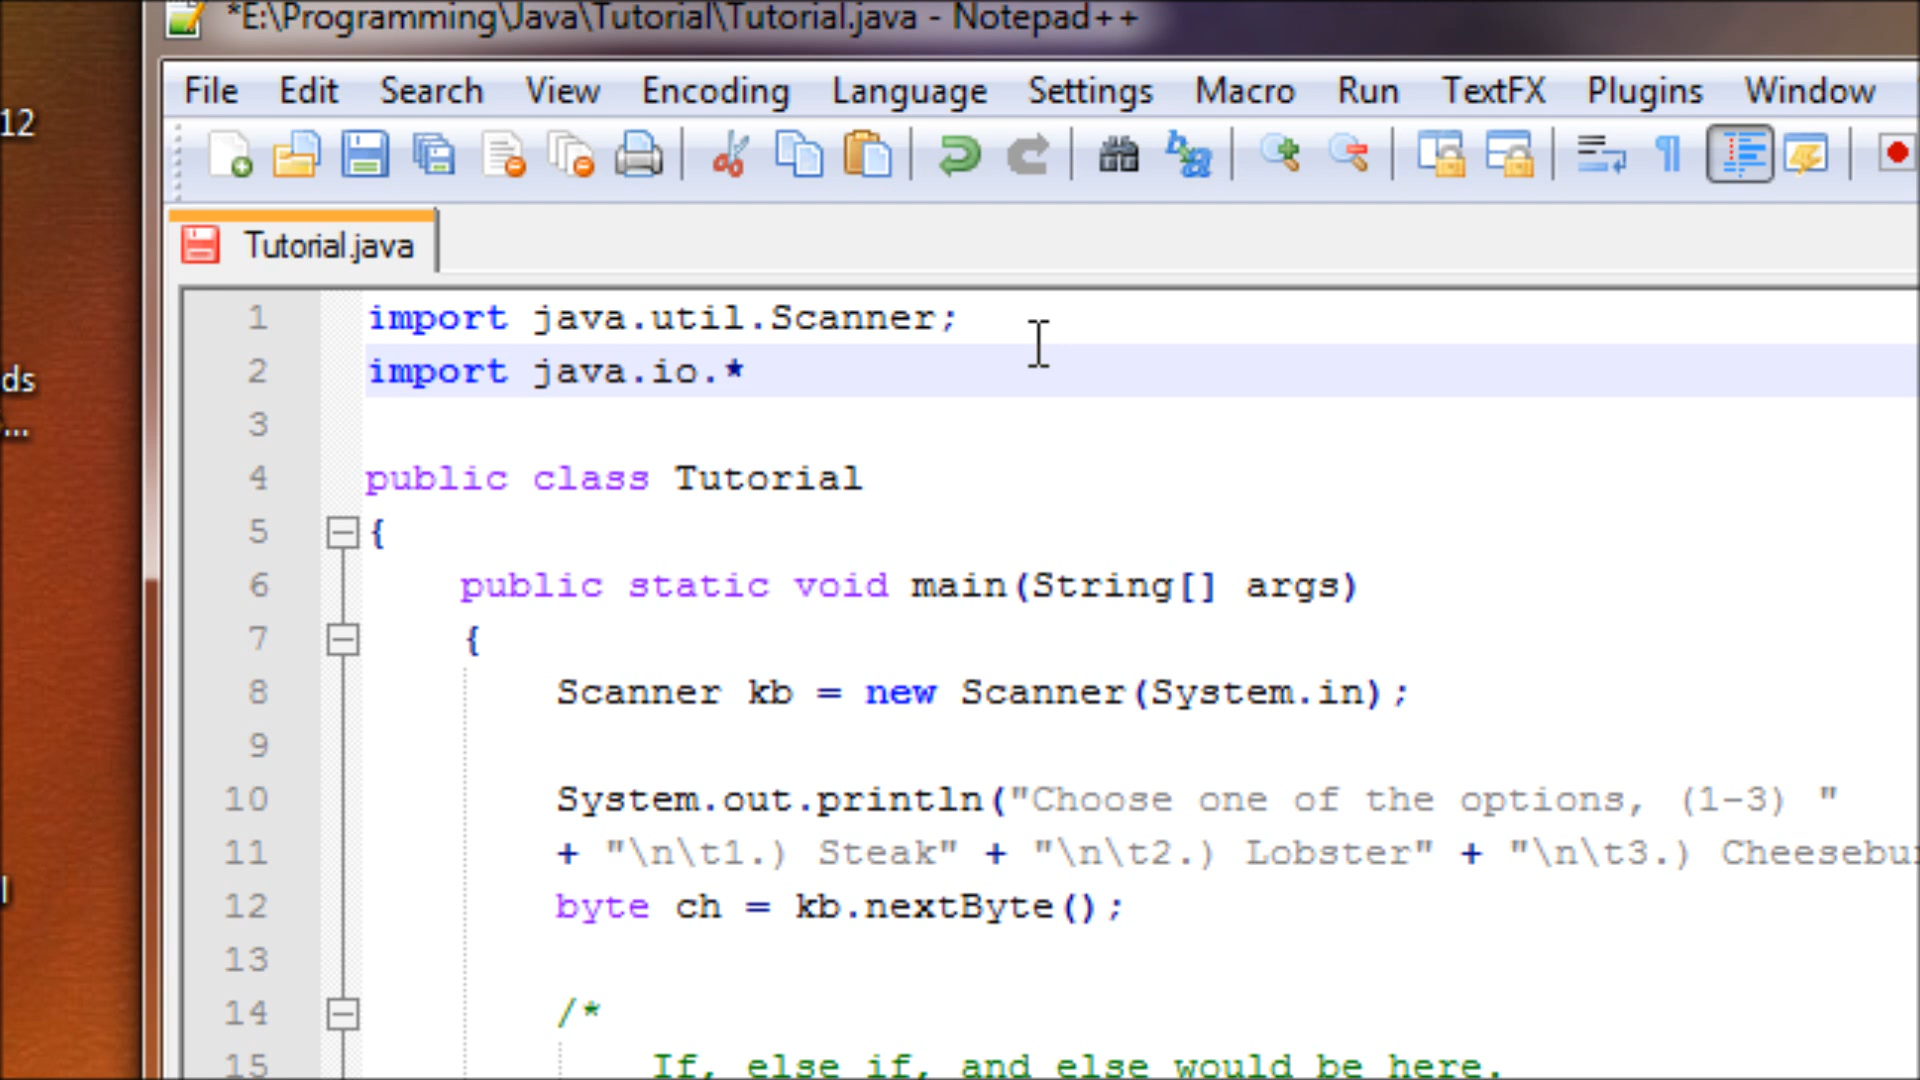 *E:\Programming\Java\Tutorial\Tutorial.java - Notepad++
File Edit Search View Encoding Language Settings Macro Run TextFX Plugins Window
12
Tutorial.java
1 import java.util.Scanner;
2 import java.io.*
ds
3
...
4 public class Tutorial
5 {
6 public static void main(String[] args)
7 {
8 Scanner kb = new Scanner(System.in);
9
10 System.out.println("Choose one of the options, (1-3) "
11 + "\n\t1.) Steak" + "\n\t2.) Lobster" + "\n\t3.) Cheesebu
12 byte ch = kb.nextByte();
13
14 /*
15 If, else if, and else would be here.